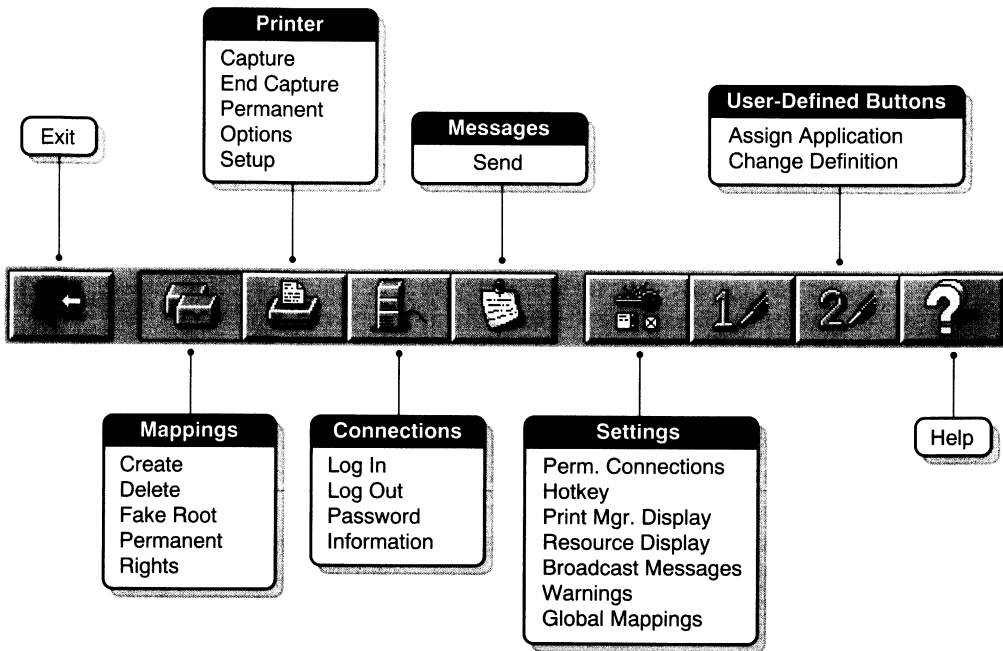 Exit
Printer
Capture
End Capture
Permanent
Options
Setup
Messages
Send
User-Defined Buttons
Assign Application
Change Definition
1
2
?
Mappings
Create
Delete
Fake Root
Permanent
Rights
Connections
Log In
Log Out
Password
Information
Settings
Perm. Connections
Hotkey
Print Mgr. Display
Resource Display
Broadcast Messages
Warnings
Global Mappings
Help